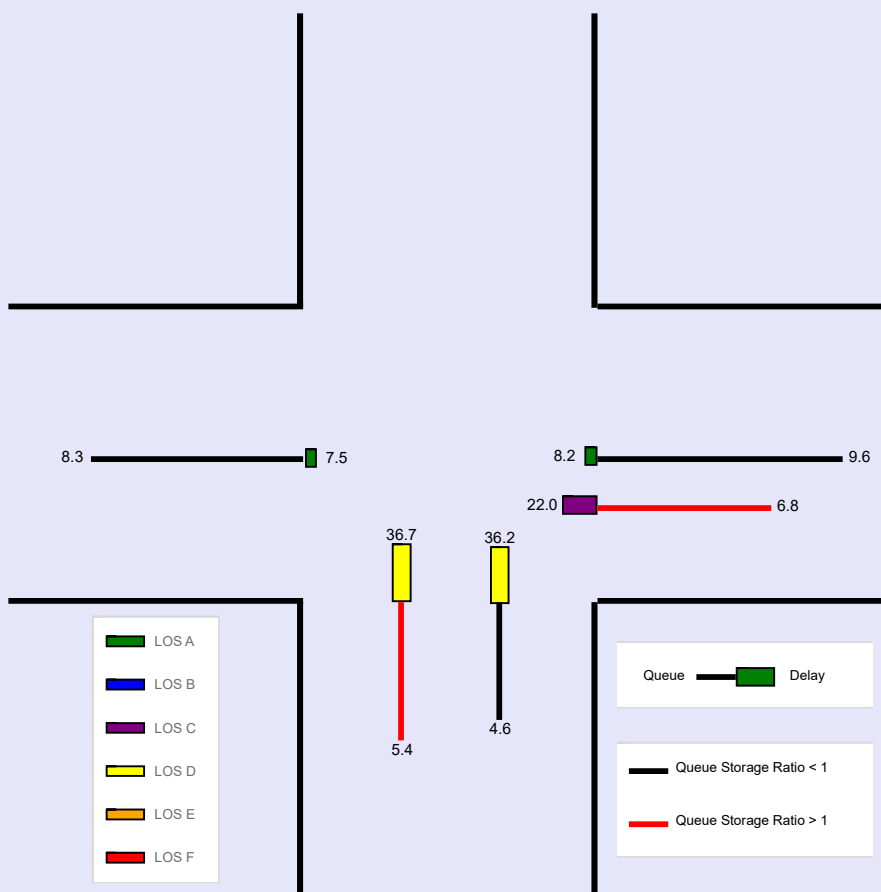 8.3
7.5
8.2
9.6
22.0
6.8
36.7
36.2
5.4
4.6
LOS A
LOS B
LOS C
LOS D
LOS E
LOS F
Queue
Delay
Queue Storage Ratio < 1
Queue Storage Ratio > 1